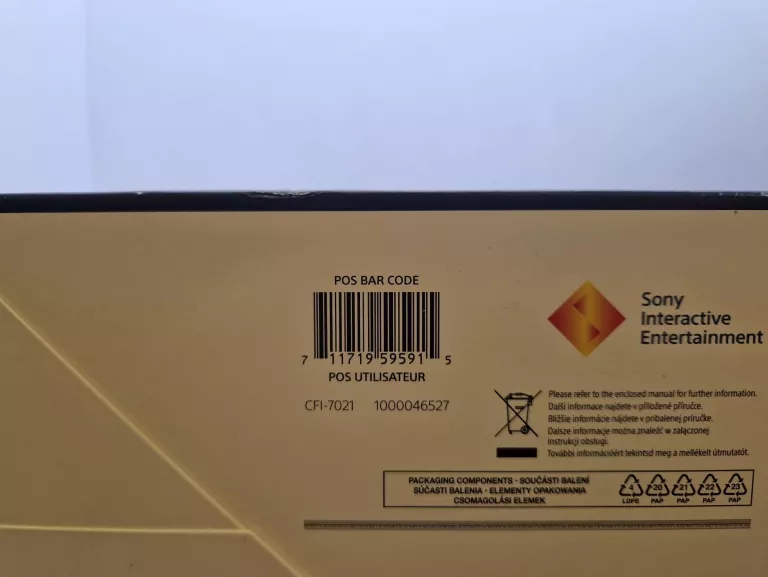 POS BAR CODE
7 11719 59591 5
POS UTILISATEUR
CFI-7021 1000046527
Sony
Interactive
Entertainment
Please refer to the enclosed manual for further information.
Další informace najdete v přiložené příručce.
Bližšie informácie nájdete v pribalenej príručke.
Dalsze informacje można znaleźć w załączonej
instrukcji obsługi.
További információért tekintsd meg a mellékelt útmutatót.
PACKAGING COMPONENTS · SOUČÁSTI BALENÍ
SÚČASTI BALENIA · ELEMENTY OPAKOWANIA
CSOMAGOLÁSI ELEMEK
4 20 21 22 23
LDPE PAP PAP PAP PAP